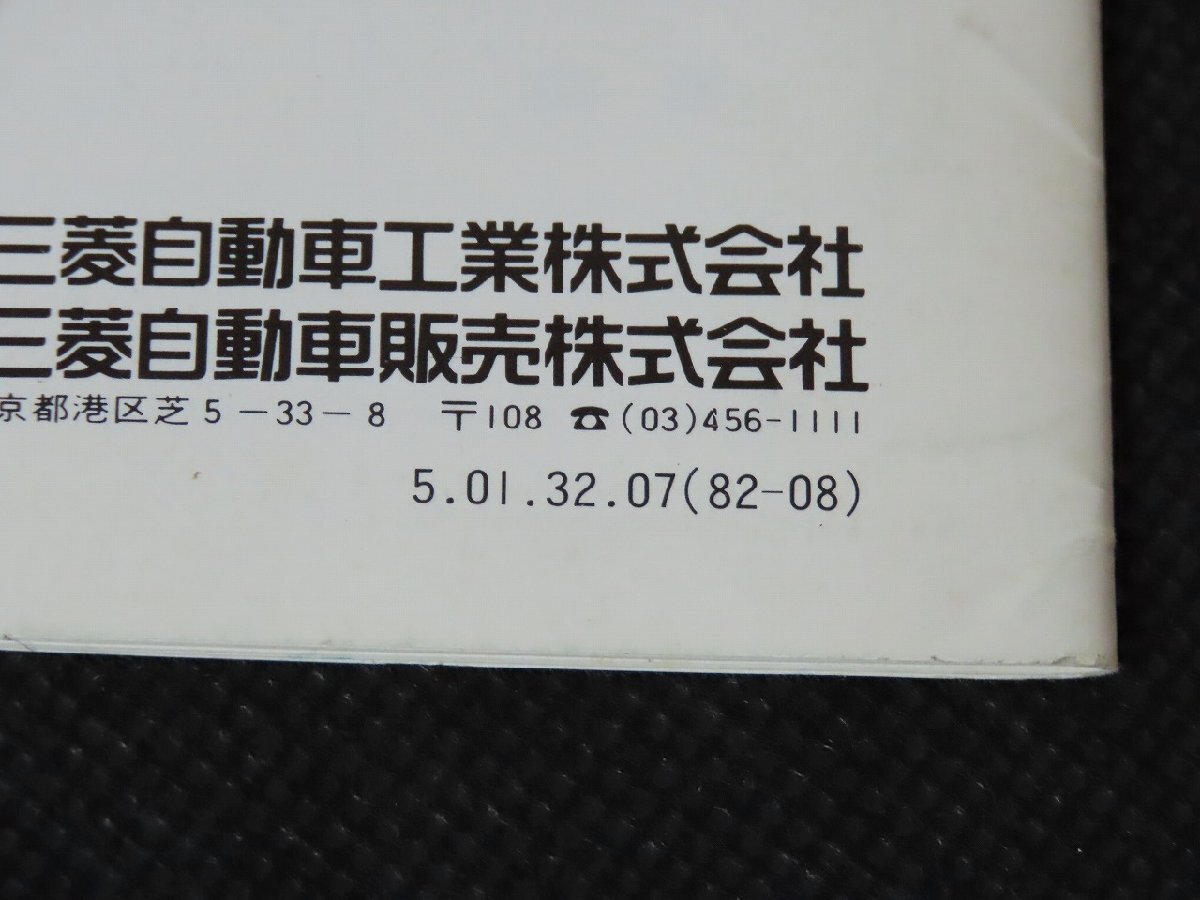 三菱自動車工業株式会社
三菱自動車販売株式会社
京都港区芝5-33-8 〒108 ☎(03)456-1111
5.01.32.07(82-08)